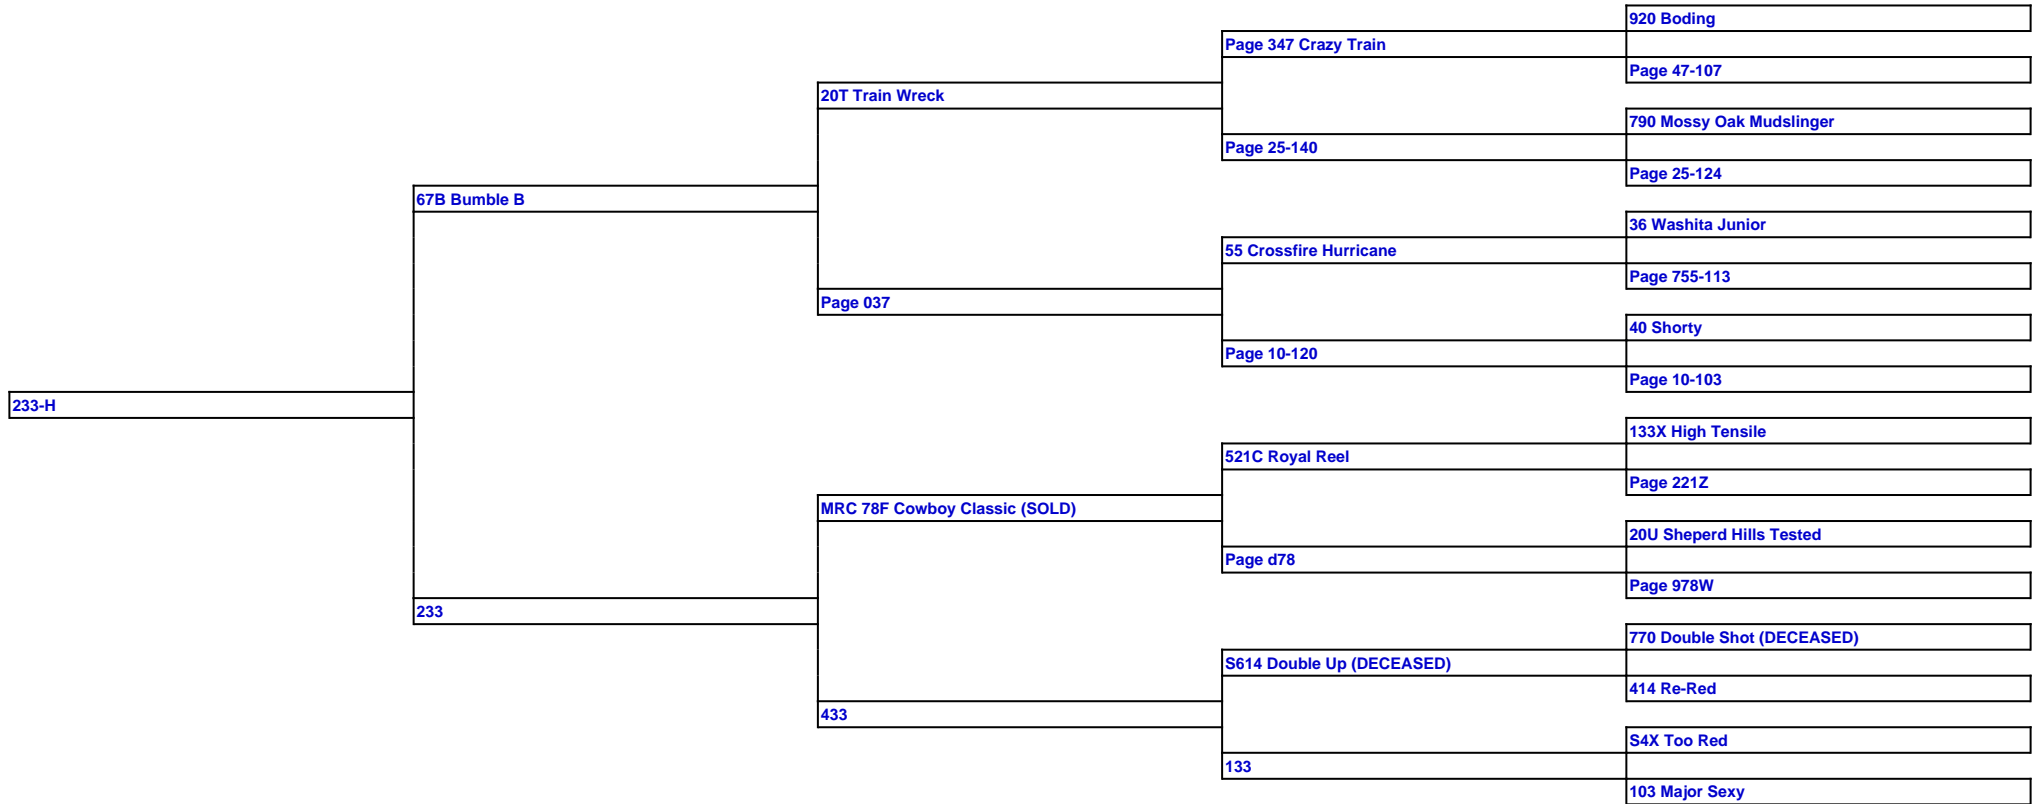 920 Boding
Page 347 Crazy Train
Page 47-107
20T Train Wreck
790 Mossy Oak Mudslinger
Page 25-140
Page 25-124
67B Bumble B
36 Washita Junior
55 Crossfire Hurricane
Page 755-113
Page 037
40 Shorty
Page 10-120
Page 10-103
233-H
133X High Tensile
521C Royal Reel
Page 221Z
MRC 78F Cowboy Classic (SOLD)
20U Sheperd Hills Tested
Page d78
Page 978W
233
770 Double Shot (DECEASED)
S614 Double Up (DECEASED)
414 Re-Red
433
S4X Too Red
133
103 Major Sexy